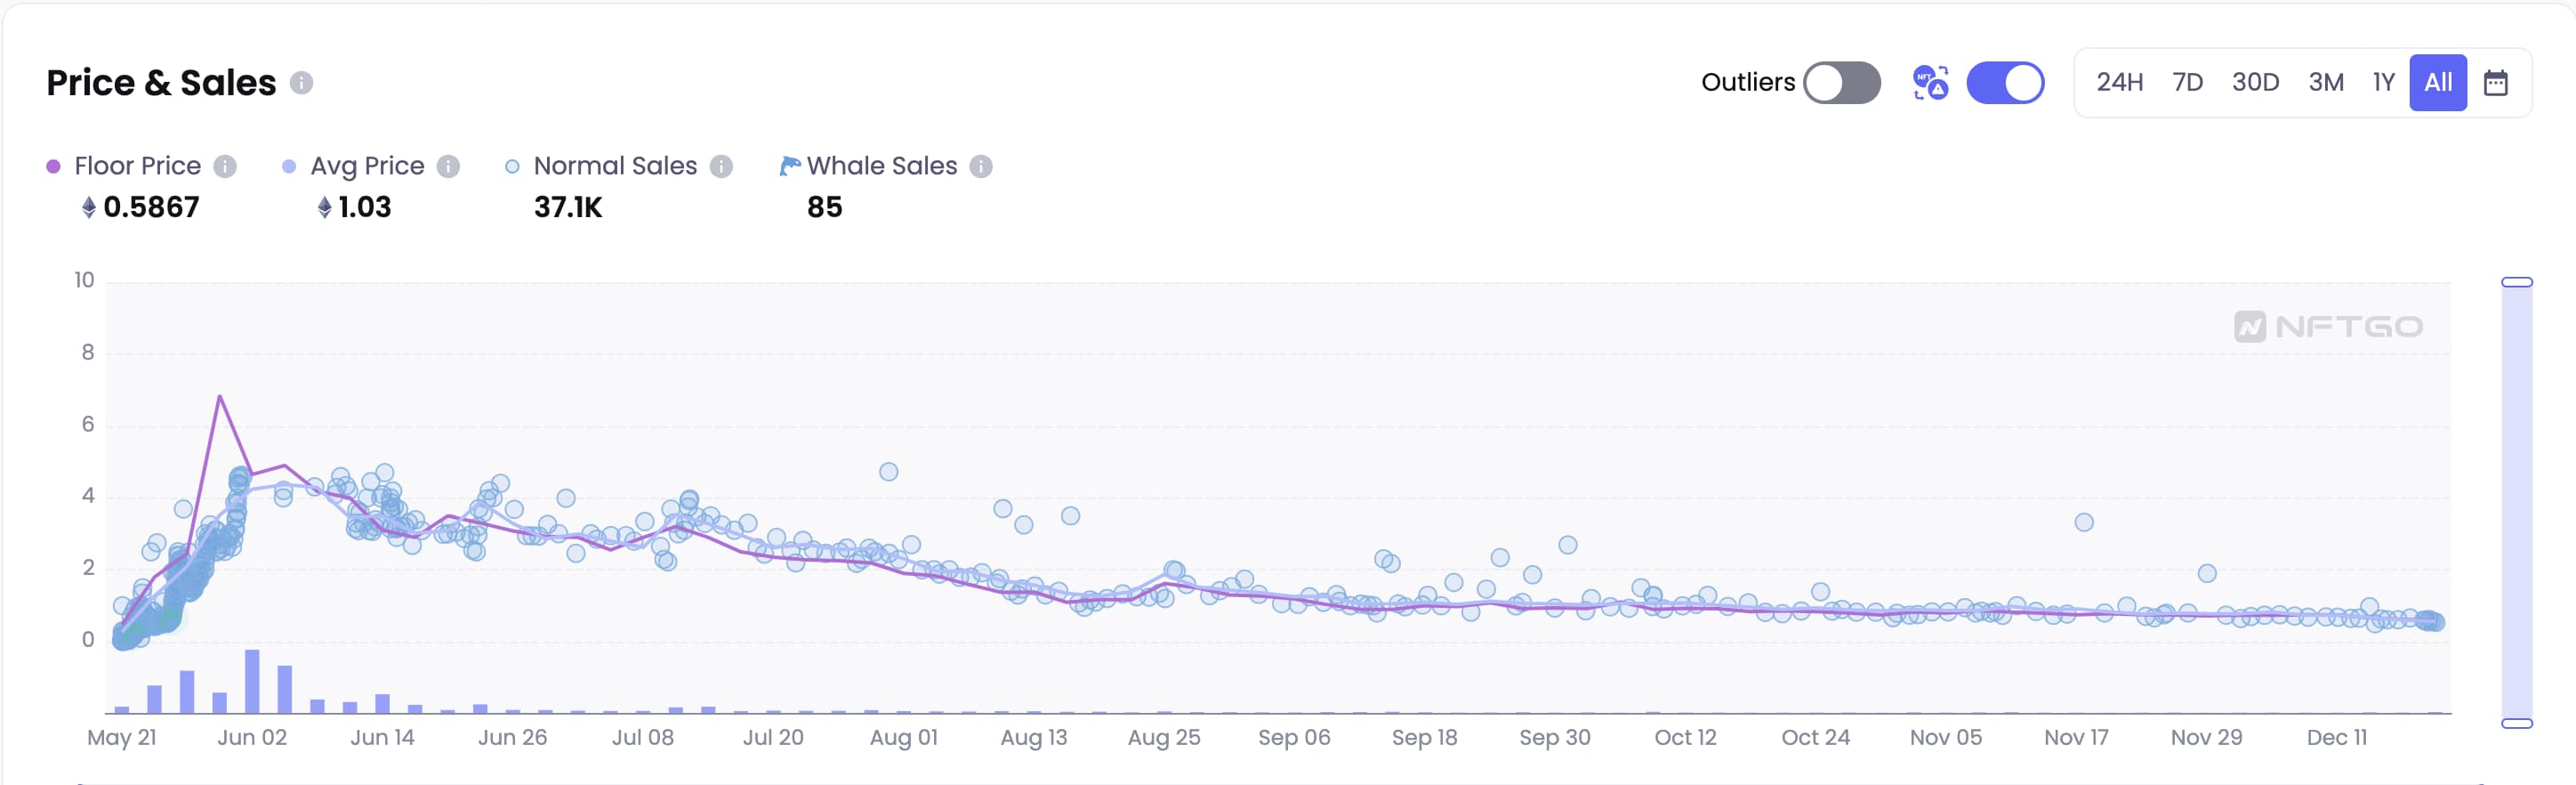 Price & Sales
Outliers
24H 7D 30D 3M 1Y All
Floor Price Avg Price Normal Sales Whale Sales
0.5867 1.03 37.1K 85
10
8
6
4
2
0
NFTGO
May 21 Jun 02 Jun 14 Jun 26 Jul 08 Jul 20 Aug 01 Aug 13 Aug 25 Sep 06 Sep 18 Sep 30 Oct 12 Oct 24 Nov 05 Nov 17 Nov 29 Dec 11